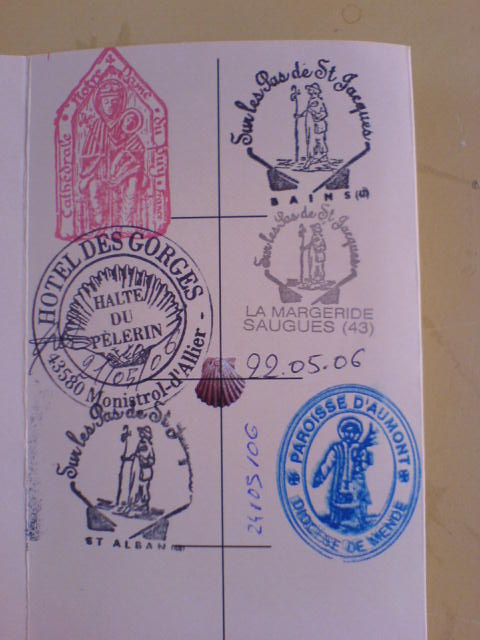 Cathédrale Notre Dame du Puy
Sur les Pas de St Jacques
BAINS (43)
HOTEL DES GORGES
HALTE
DU
PÈLERIN
43580 Monistrol-d'Allier -
Sur les Pas de St Jacques
LA MARGERIDE
SAUGUES (43)
22.05.06
Sur les Pas de St J
ST ALBAN
24/05/06
PAROISSE D'AUMONT
DIOCESE DE MENDE